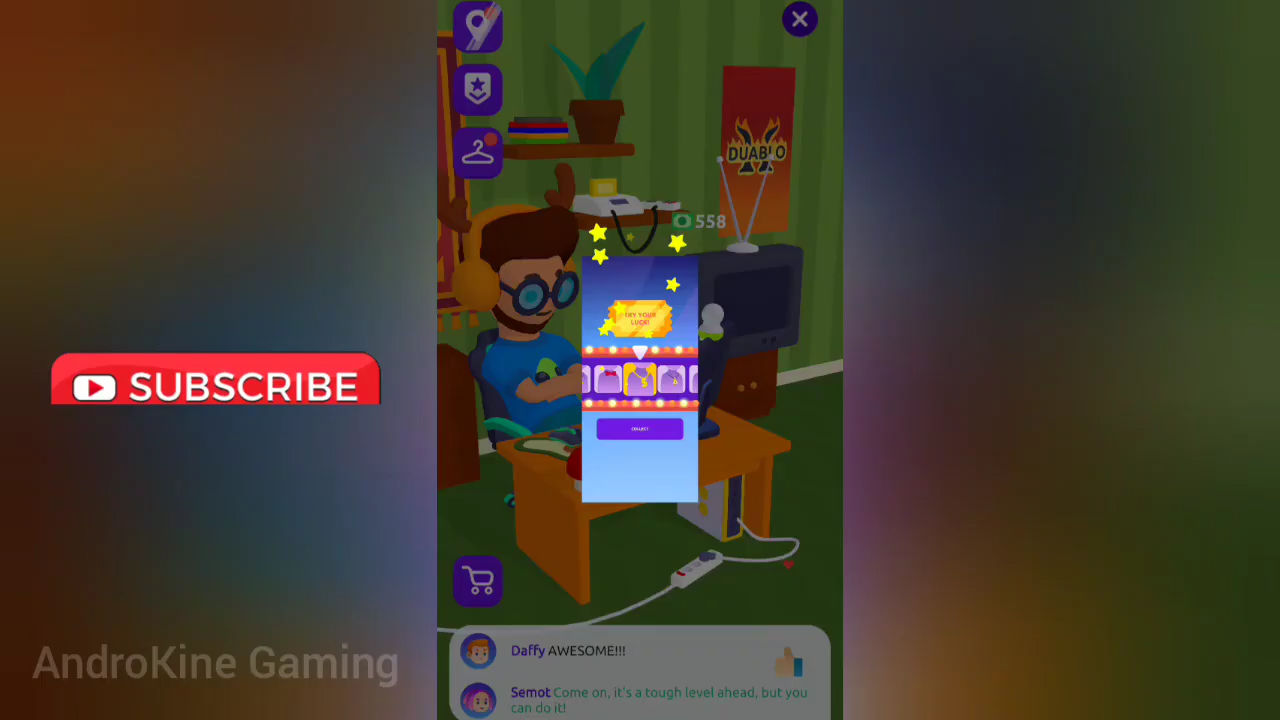 DUABLO
558
TRY YOUR
LUCK!
COLLECT
SUBSCRIBE
AndroKine Gaming
Daffy AWESOME!!!
Semot Come on, it's a tough level ahead, but you
can do it!